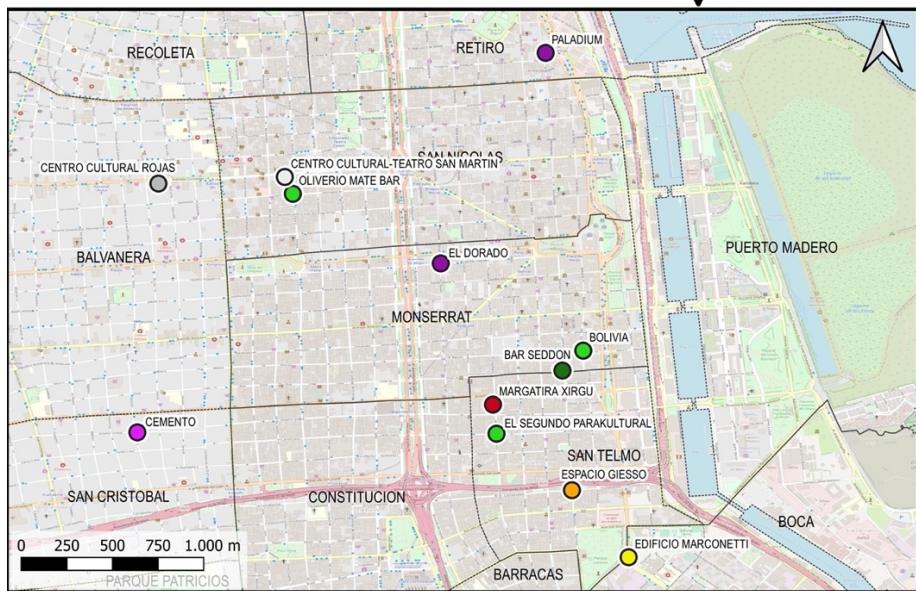 RECOLETA
RETIRO
PALADIUM
CENTRO CULTURAL ROJAS
CENTRO CULTURAL-TEATRO SAN MARTIN
SAN NICOLAS
OLIVERIO MATE BAR
BALVANERA
EL DORADO
PUERTO MADERO
MONSERRAT
BOLIVIA
BAR SEDDON
MARGATIRA XIRGU
CEMENTO
EL SEGUNDO PARAKULTURAL
SAN TELMO
ESPACIO GIESSO
SAN CRISTOBAL
CONSTITUCION
BOCA
EDIFICIO MARCONETTI
0 250 500 750 1.000 m
PARQUE PATRICIOS
BARRACAS